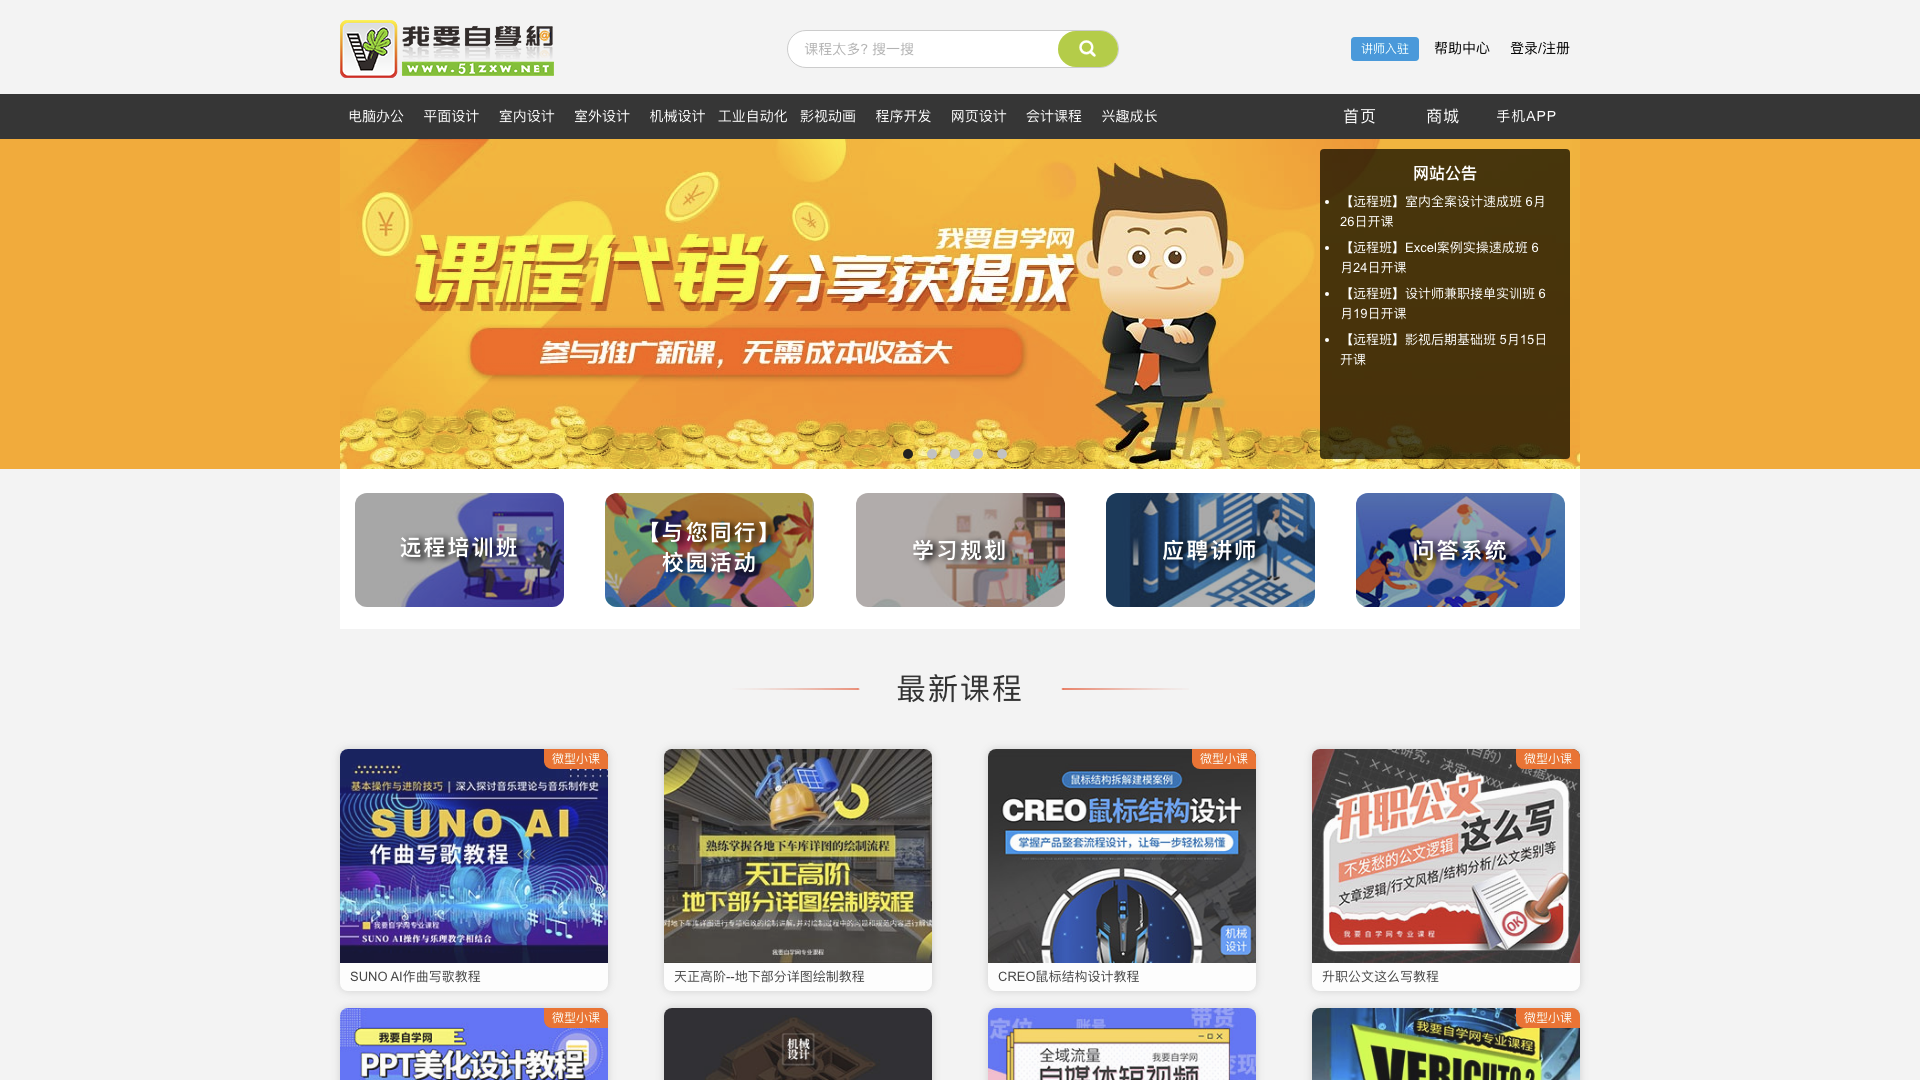 我要自學網
www.51zxw.net
课程太多? 搜一搜
讲师入驻
帮助中心
登录/注册
电脑办公
平面设计
室内设计
室外设计
机械设计
工业自动化
影视动画
程序开发
网页设计
会计课程
兴趣成长
首页
商城
手机APP
我要自学网
课程代销分享获提成
参与推广新课，无需成本收益大
网站公告
【远程班】室内全案设计速成班 6月
26日开课
【远程班】Excel案例实操速成班 6
月24日开课
【远程班】设计师兼职接单实训班 6
月19日开课
【远程班】影视后期基础班 5月15日
开课
远程培训班
【与您同行】
校园活动
学习规划
应聘讲师
问答系统
最新课程
微型小课
基本操作与进阶技巧 | 深入探讨音乐理论与音乐制作史
SUNO AI
作曲写歌教程
我要自学网专业课程
SUNO AI操作与乐理教学相结合
SUNO AI作曲写歌教程
熟练掌握各地下车库详图的绘制流程
天正高阶
地下部分详图绘制教程
我要自学网专业课程
天正高阶--地下部分详图绘制教程
微型小课
鼠标结构拆解建模案例
CREO鼠标结构设计
掌握产品整套流程设计，让每一步轻松易懂
机械
设计
CREO鼠标结构设计教程
微型小课
升职公文
这么写
不发愁的公文逻辑
文章逻辑/行文风格/结构分析/公文类别等
OK
我要自学网专业课程
升职公文这么写教程
微型小课
我要自学网
PPT美化设计教程
机械
设计
定位
账号
带货
变现
全域流量
我要自学网
自媒体短视频
微型小课
我要自学网专业课程
VERICUT9.3